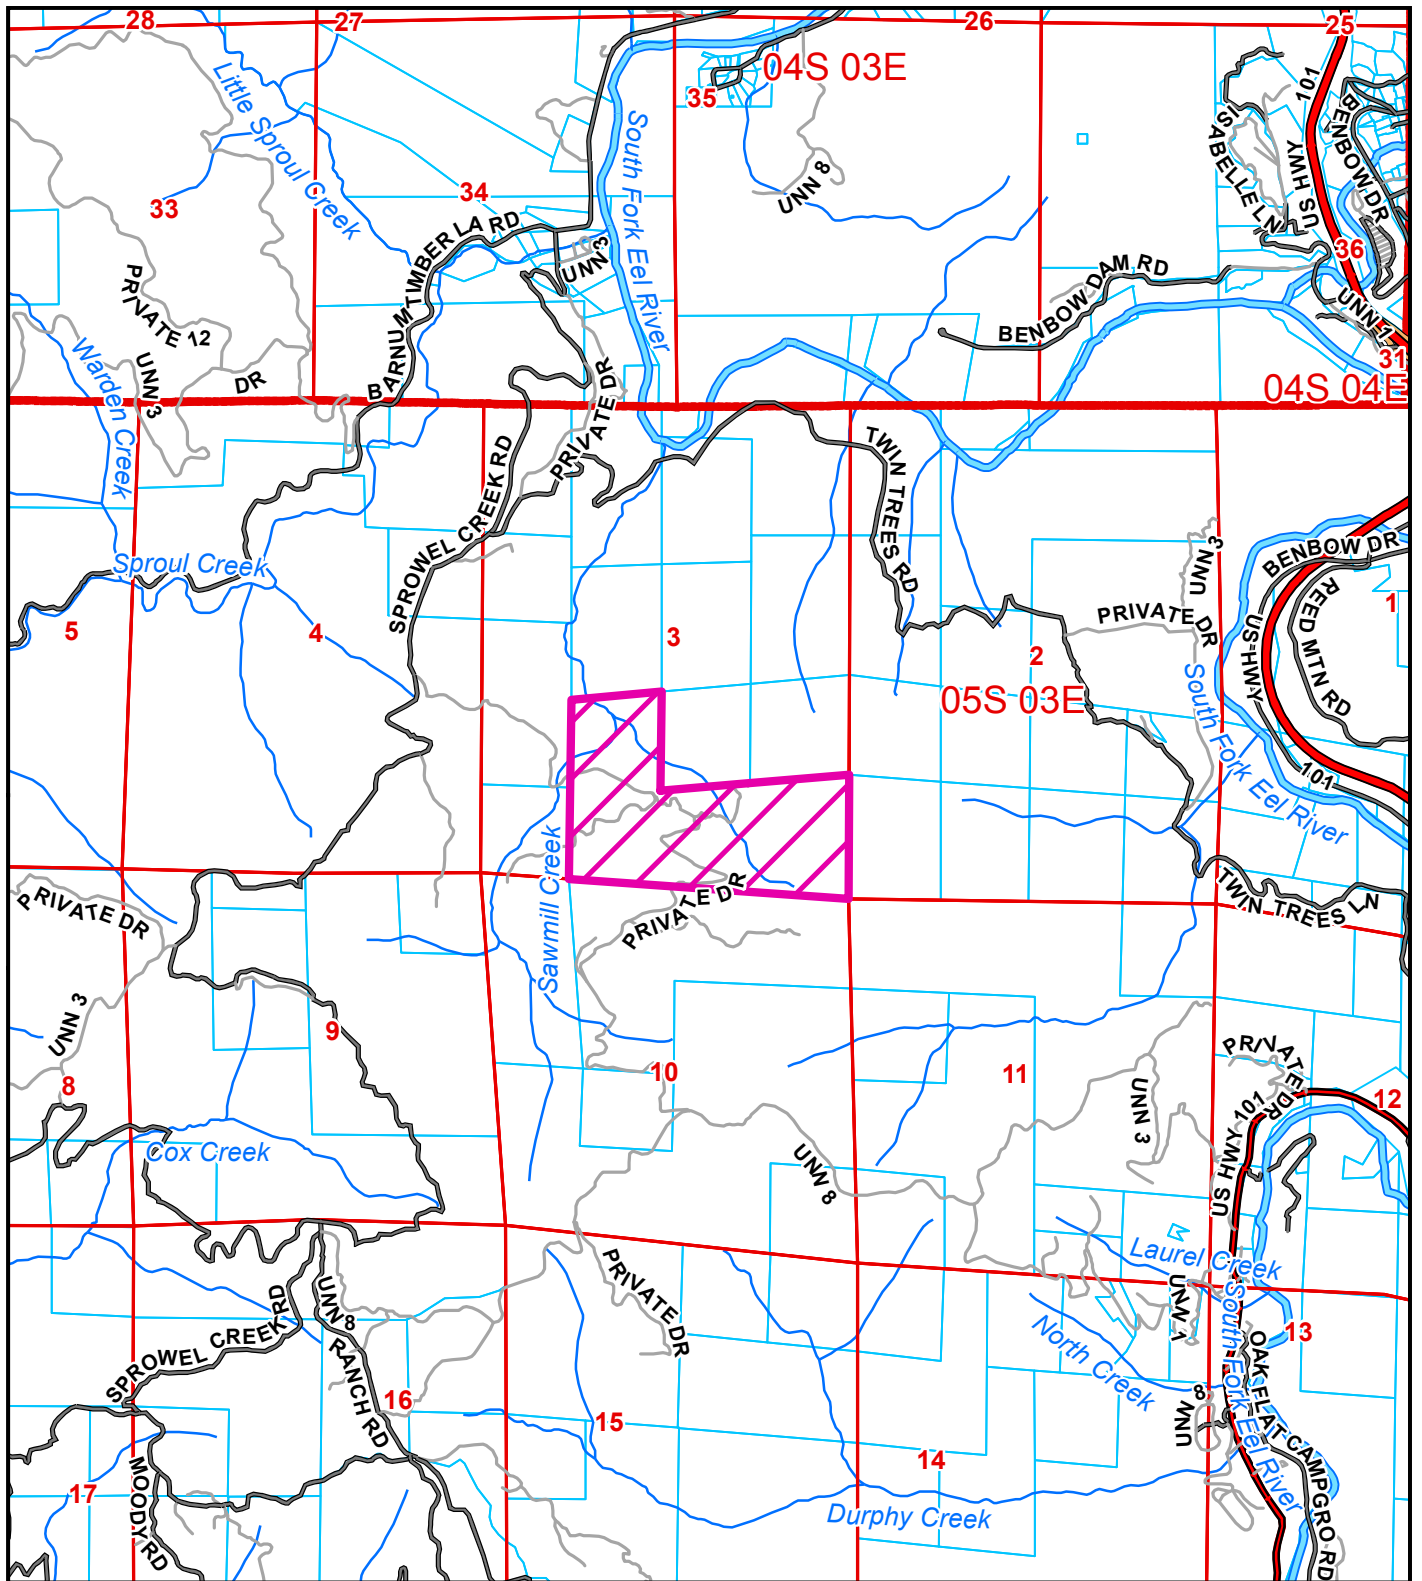 28
27
26
25
04S 03E
35
Little Sproul Creek
South Fork Eel River
UNN 8
ISABELLE LN
US HWY 101
BENBOW DR
33
34
36
BARNUM TIMBER LA RD
UNN 3
PRIVATE 12
UNN 3
DR
Warden Creek
BENBOW DAM RD
UNN 1
31
04S 04E
PRIVATE DR
SPROWEL CREEK RD
TWIN TREES RD
Sproul Creek
5
4
3
2
1
UNN 3
PRIVATE DR
BENBOW DR
US HWY 101
REED MTN RD
05S 03E
South Fork Eel River
Sawmill Creek
PRIVATE DR
PRIVATE DR
TWIN TREES LN
UNN 3
8
9
10
11
12
UNN 3
PRIVATE DR
US HWY 101
Cox Creek
UNN 8
Laurel Creek
UNN 1
PRIVATE DR
SPROWEL CREEK RD
UNN 8
RANCH RD
North Creek
South Fork Eel River
13
OAK FLAT CAMPGRO RD
UNN 8
16
15
14
17
MOODY RD
Durphy Creek